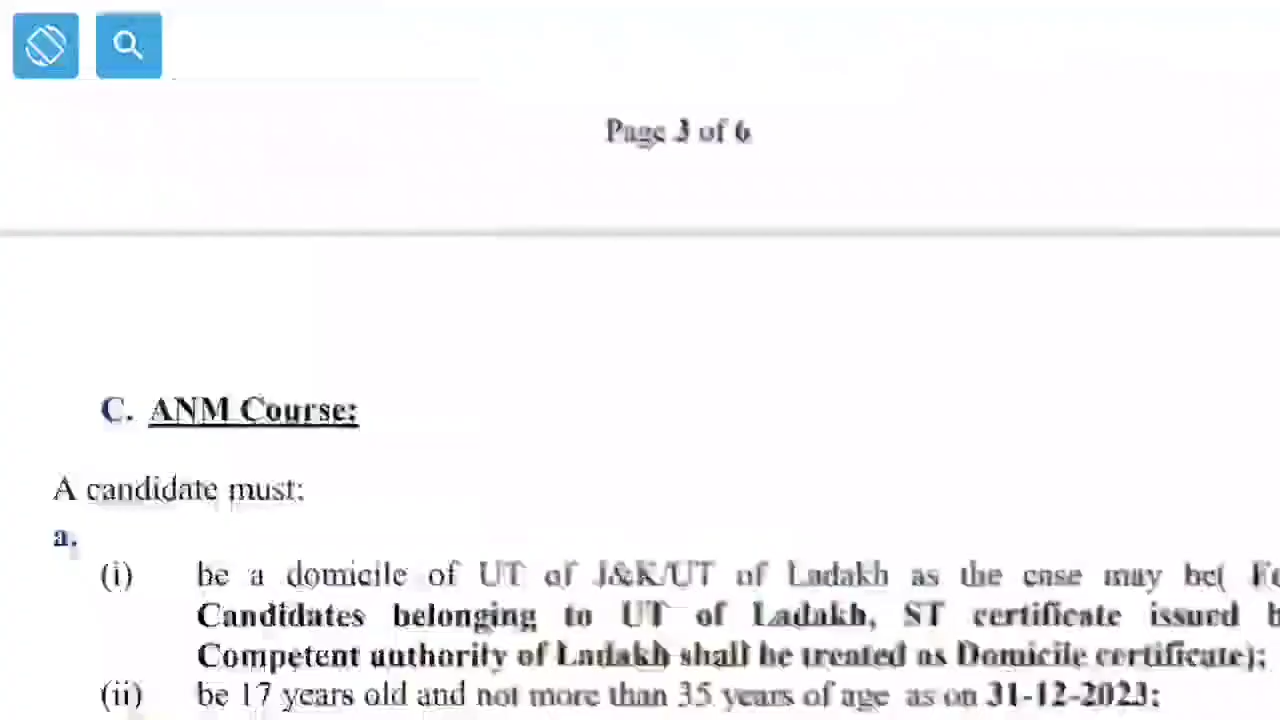 Page 3 of 6
C. ANM Course:
A candidate must:
a.
(i) be a domicile of UT of J&K/UT of Ladakh as the case may be(
Candidates belonging to UT of Ladakh, ST certificate issued
Competent authority of Ladakh shall be treated as Domicile certificate);
(ii) be 17 years old and not more than 35 years of age as on 31-12-2023;